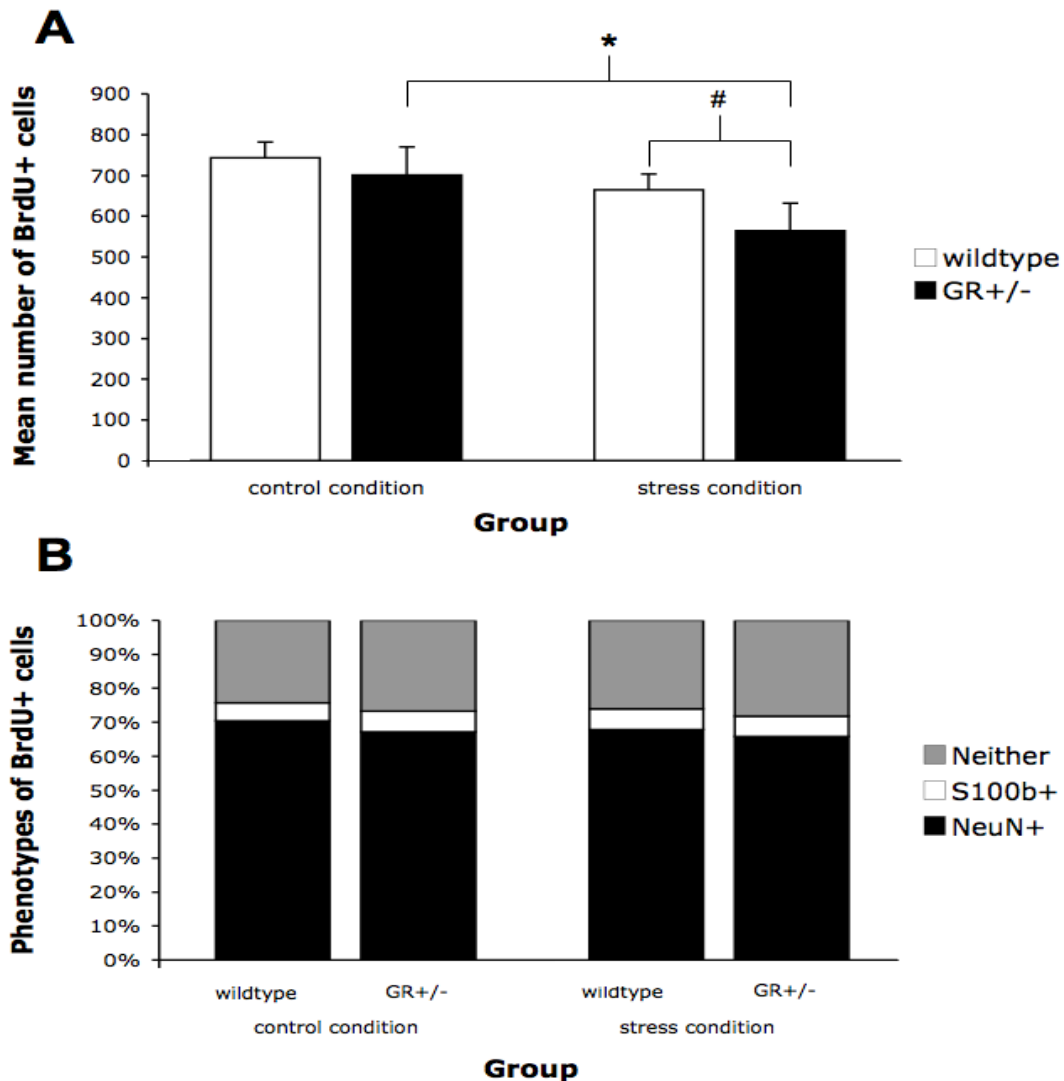 A
*
#
Mean number of BrdU+ cells
900
800
700
600
500
400
300
200
100
0
wildtype
GR+/-
control condition stress condition
Group
B
Phenotypes of BrdU+ cells
100%
90%
80%
70%
60%
50%
40%
30%
20%
10%
0%
Neither
S100b+
NeuN+
wildtype GR+/- wildtype GR+/-
control condition stress condition
Group